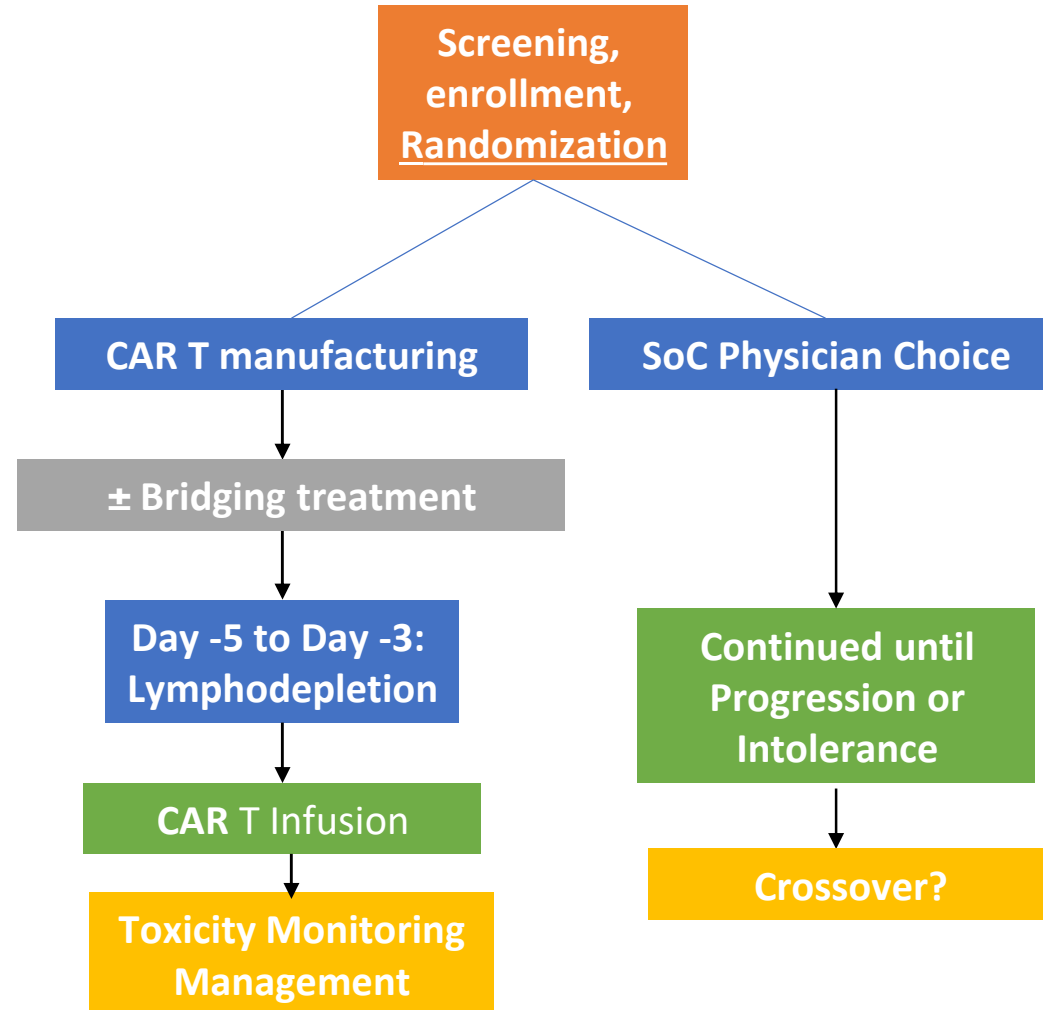 Screening,
enrollment,
Randomization
CAR T manufacturing
SoC Physician Choice
± Bridging treatment
Day -5 to Day -3:
Lymphodepletion
Continued until
Progression or
Intolerance
CAR T Infusion
Crossover?
Toxicity Monitoring
Management